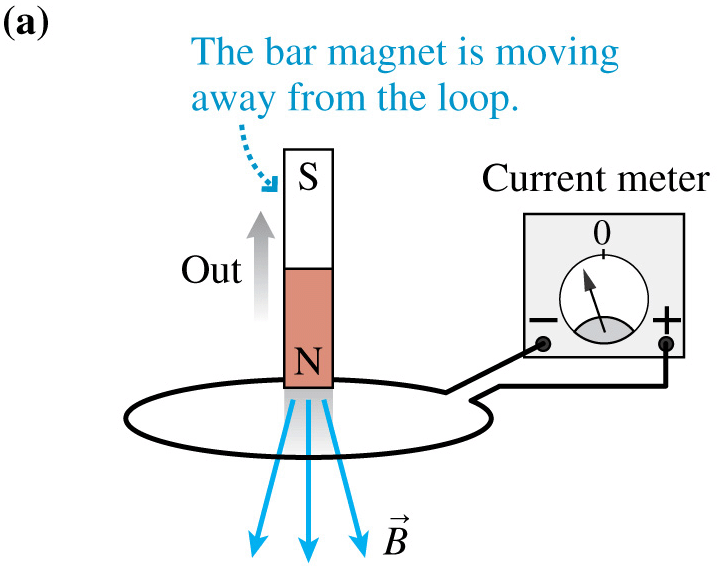 (a)
The bar magnet is moving
away from the loop.
S
Current meter
0
Out
− +
N
B⃗